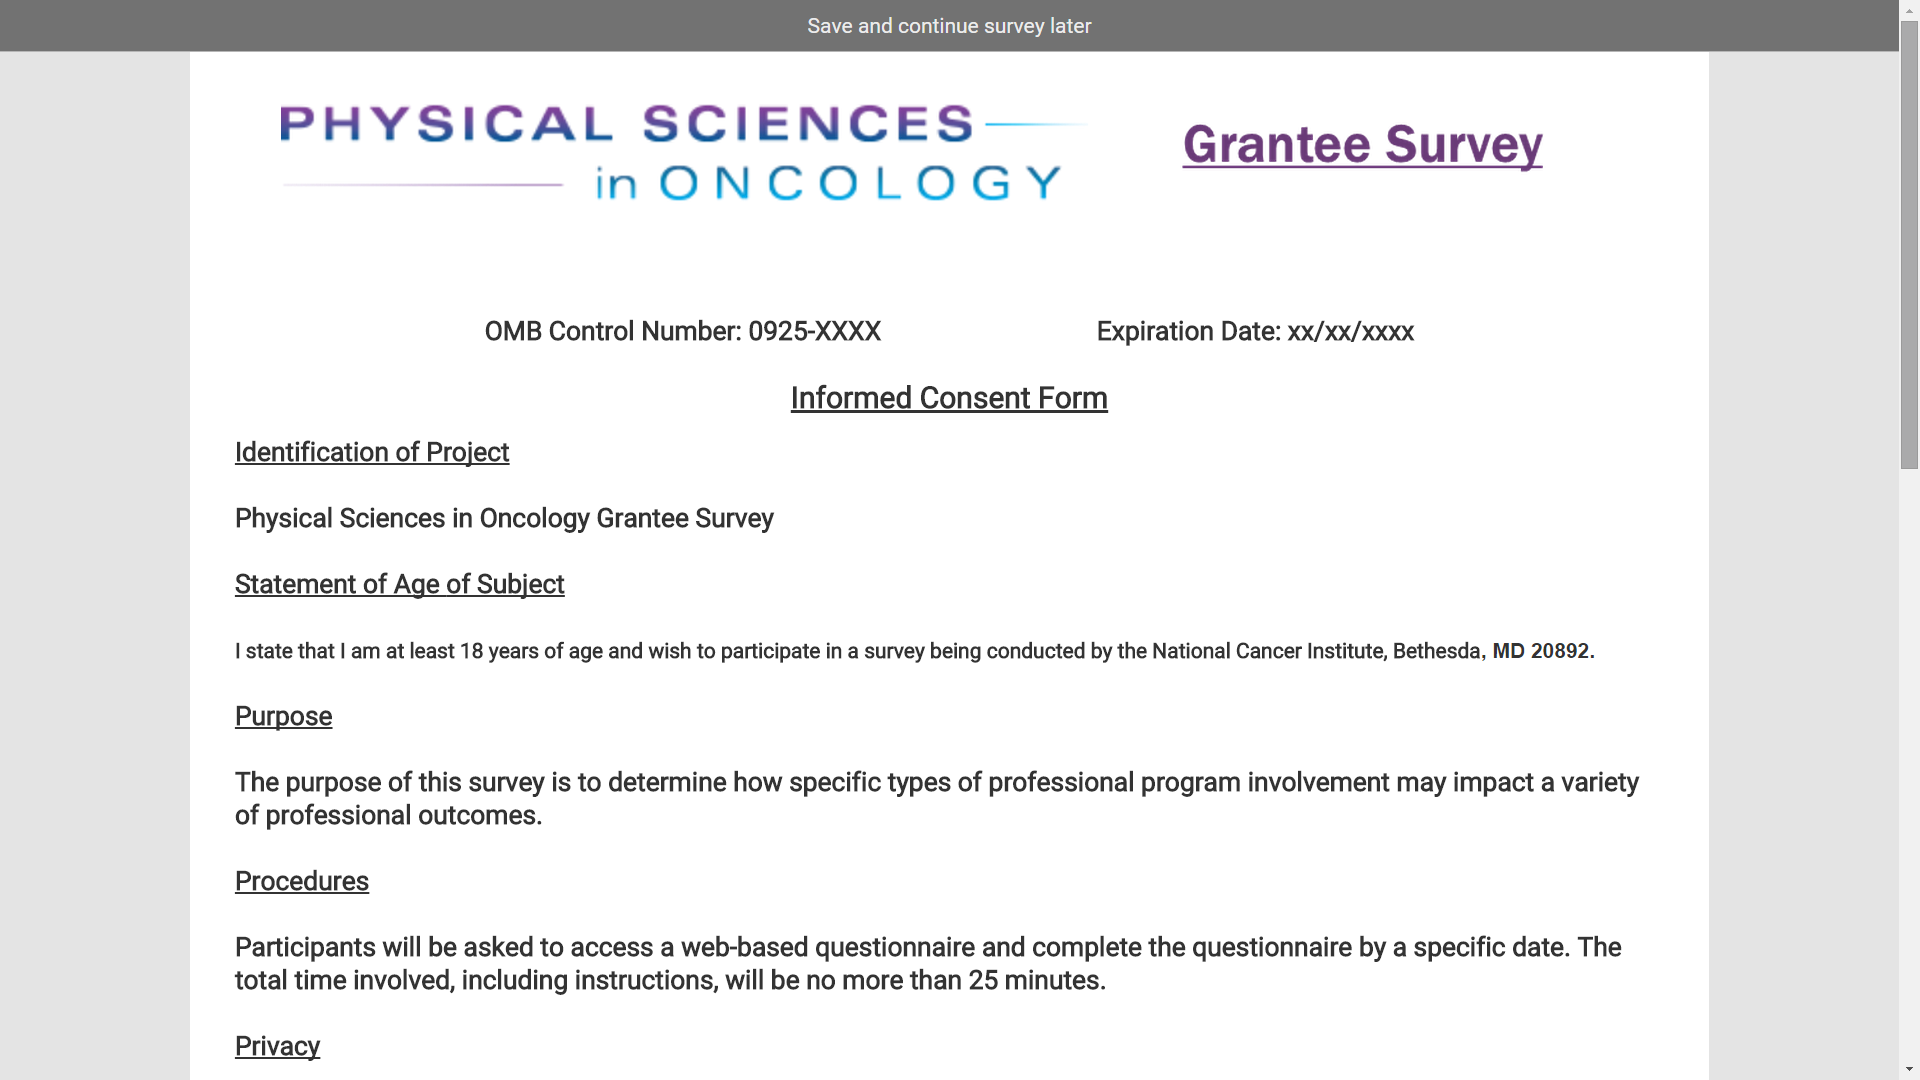 Save and continue survey later
PHYSICAL SCIENCES
in ONCOLOGY
Grantee Survey
OMB Control Number: 0925-XXXX Expiration Date: xx/xx/xxxx
Informed Consent Form
Identification of Project
Physical Sciences in Oncology Grantee Survey
Statement of Age of Subject
I state that I am at least 18 years of age and wish to participate in a survey being conducted by the National Cancer Institute, Bethesda, MD 20892.
Purpose
The purpose of this survey is to determine how specific types of professional program involvement may impact a variety
of professional outcomes.
Procedures
Participants will be asked to access a web-based questionnaire and complete the questionnaire by a specific date. The
total time involved, including instructions, will be no more than 25 minutes.
Privacy